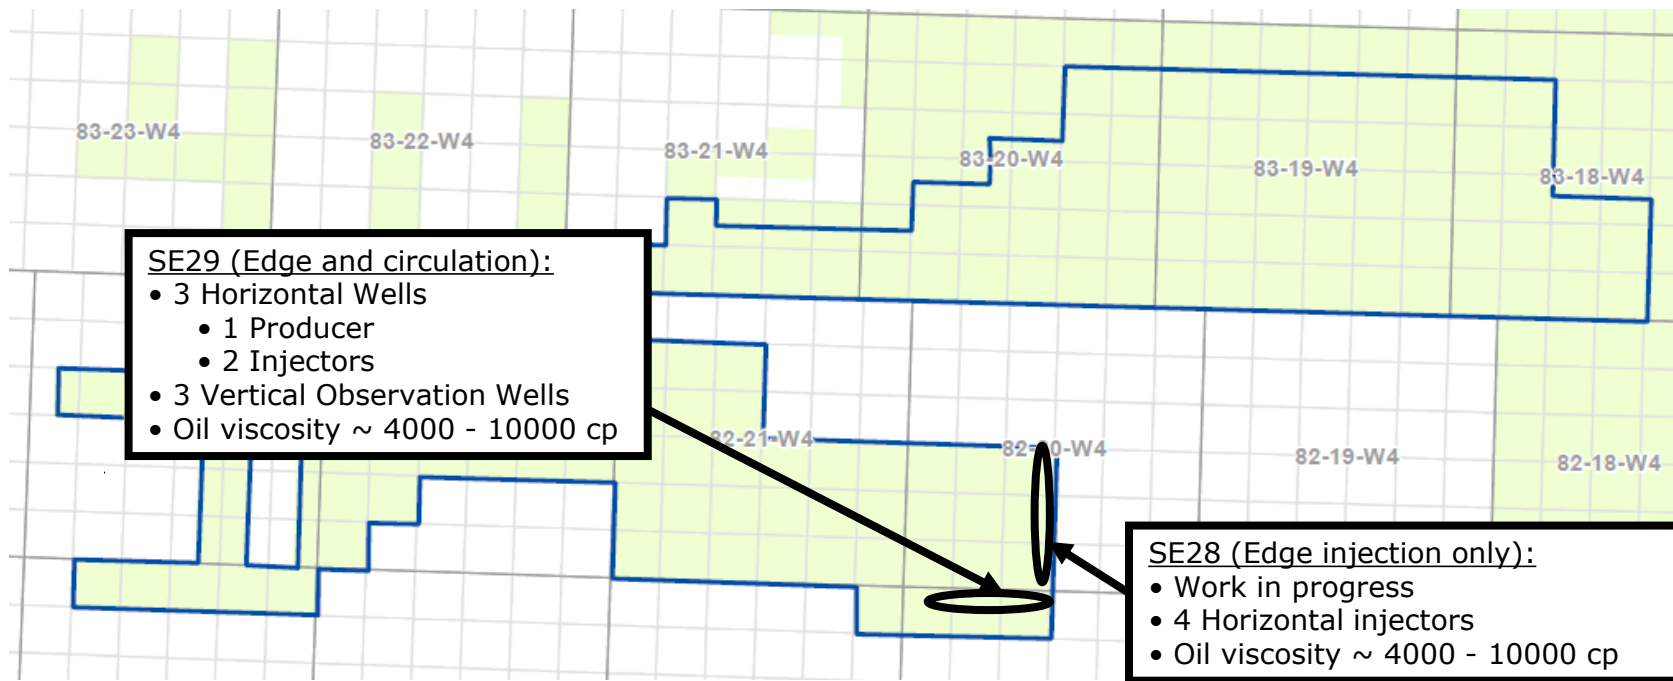 83-23-W4
83-22-W4
83-21-W4
83-20-W4
83-19-W4
83-18-W4
SE29 (Edge and circulation):
• 3 Horizontal Wells
• 1 Producer
• 2 Injectors
• 3 Vertical Observation Wells
• Oil viscosity ~ 4000 - 10000 cp
82-21-W4
82-20-W4
82-19-W4
82-18-W4
SE28 (Edge injection only):
• Work in progress
• 4 Horizontal injectors
• Oil viscosity ~ 4000 - 10000 cp